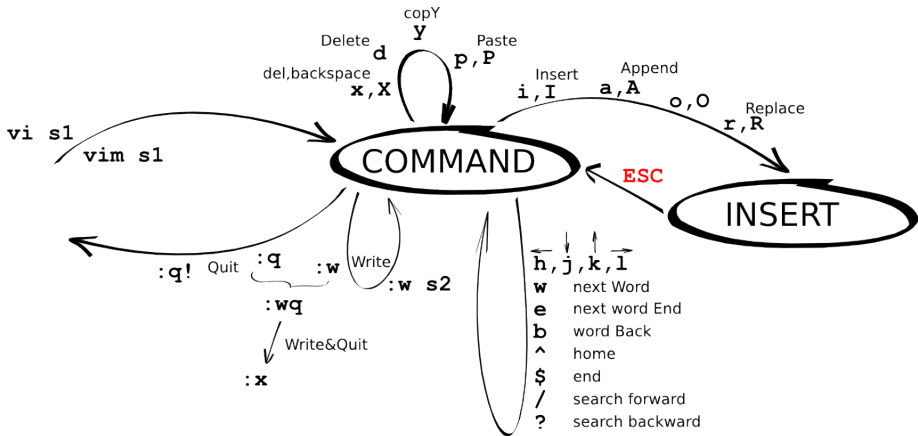 copY
y
Delete
d
p,P
Paste
del,backspace
x,X
Insert
i,I
Append
a,A
o,O
Replace
r,R
vi s1
vim s1
COMMAND
ESC
INSERT
:q!
Quit
:q
:w
Write
:w s2
:wq
Write&Quit
:x
h,j,k,l
w next Word
e next word End
b word Back
^ home
$ end
/ search forward
? search backward